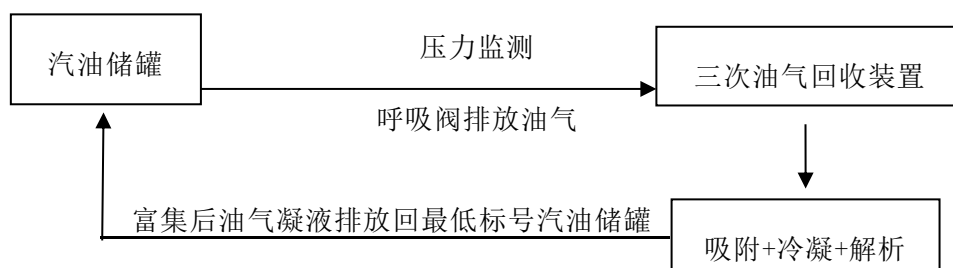 汽油储罐
压力监测
三次油气回收装置
呼吸阀排放油气
富集后油气凝液排放回最低标号汽油储罐
吸附+冷凝+解析